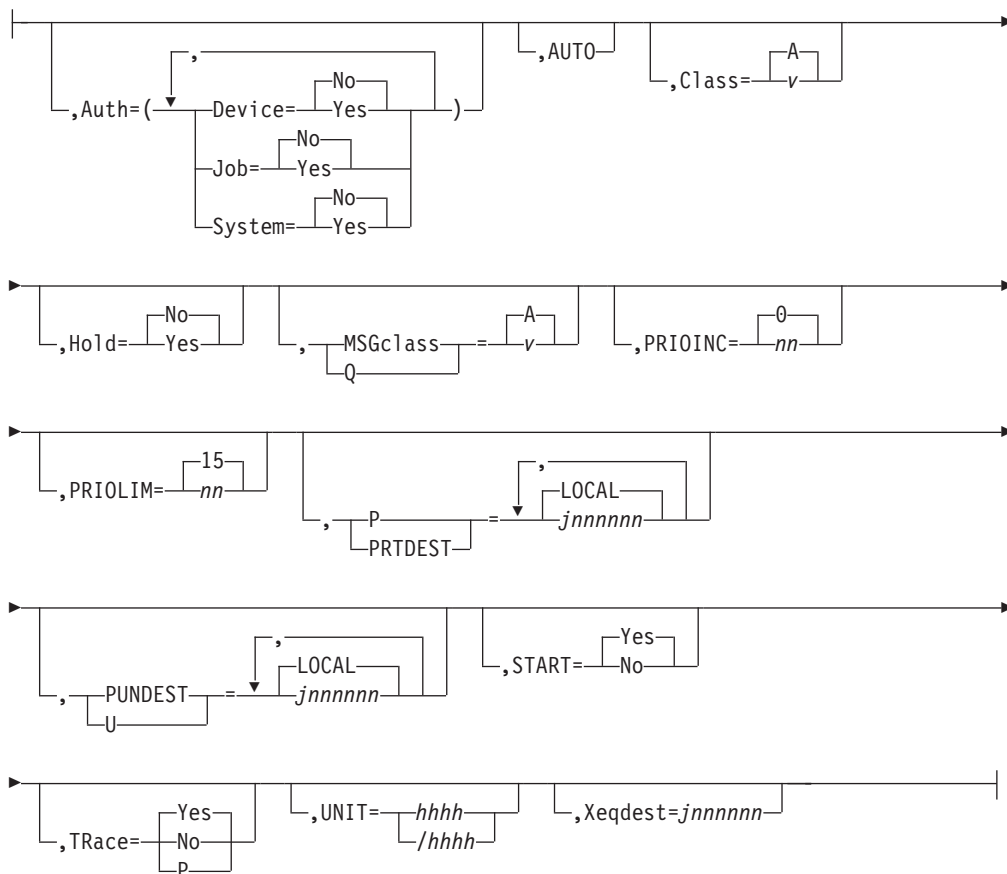 ,
,Auth=( Device= No Yes )
Job= No Yes
System= No Yes
,AUTO
,Class= A v
,Hold= No Yes
, MSGclass Q = A v
,PRIOINC= 0 nn
,PRIOLIM= 15 nn
, P PRTDEST = , LOCAL jnnnnnn
, PUNDEST U = , LOCAL jnnnnnn
,START= Yes No
,TRace= Yes No P
,UNIT= hhhh /hhhh
,Xeqdest=jnnnnnn